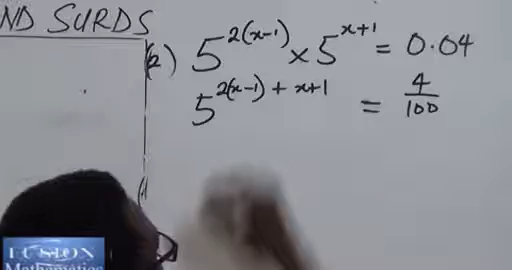 ND SURDS
(2) 5^{2(x-1)} × 5^{x+1} = 0.04
5^{2(x-1) + x+1} = 4/100
FUSION
Mathematics